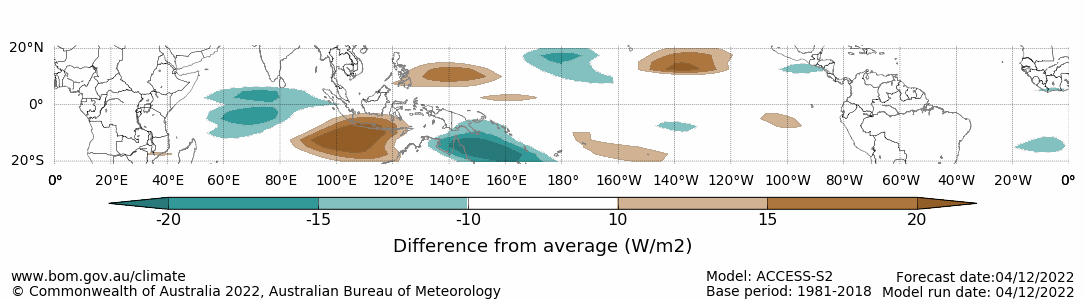 20°N
0°
20°S
0° 20°E 40°E 60°E 80°E 100°E 120°E 140°E 160°E 180° 160°W 140°W 120°W 100°W 80°W 60°W 40°W 20°W 0°
-20 -15 -10 10 15 20
Difference from average (W/m2)
www.bom.gov.au/climate
© Commonwealth of Australia 2022, Australian Bureau of Meteorology
Model: ACCESS-S2
Base period: 1981-2018
Forecast date:04/12/2022
Model run date: 04/12/2022